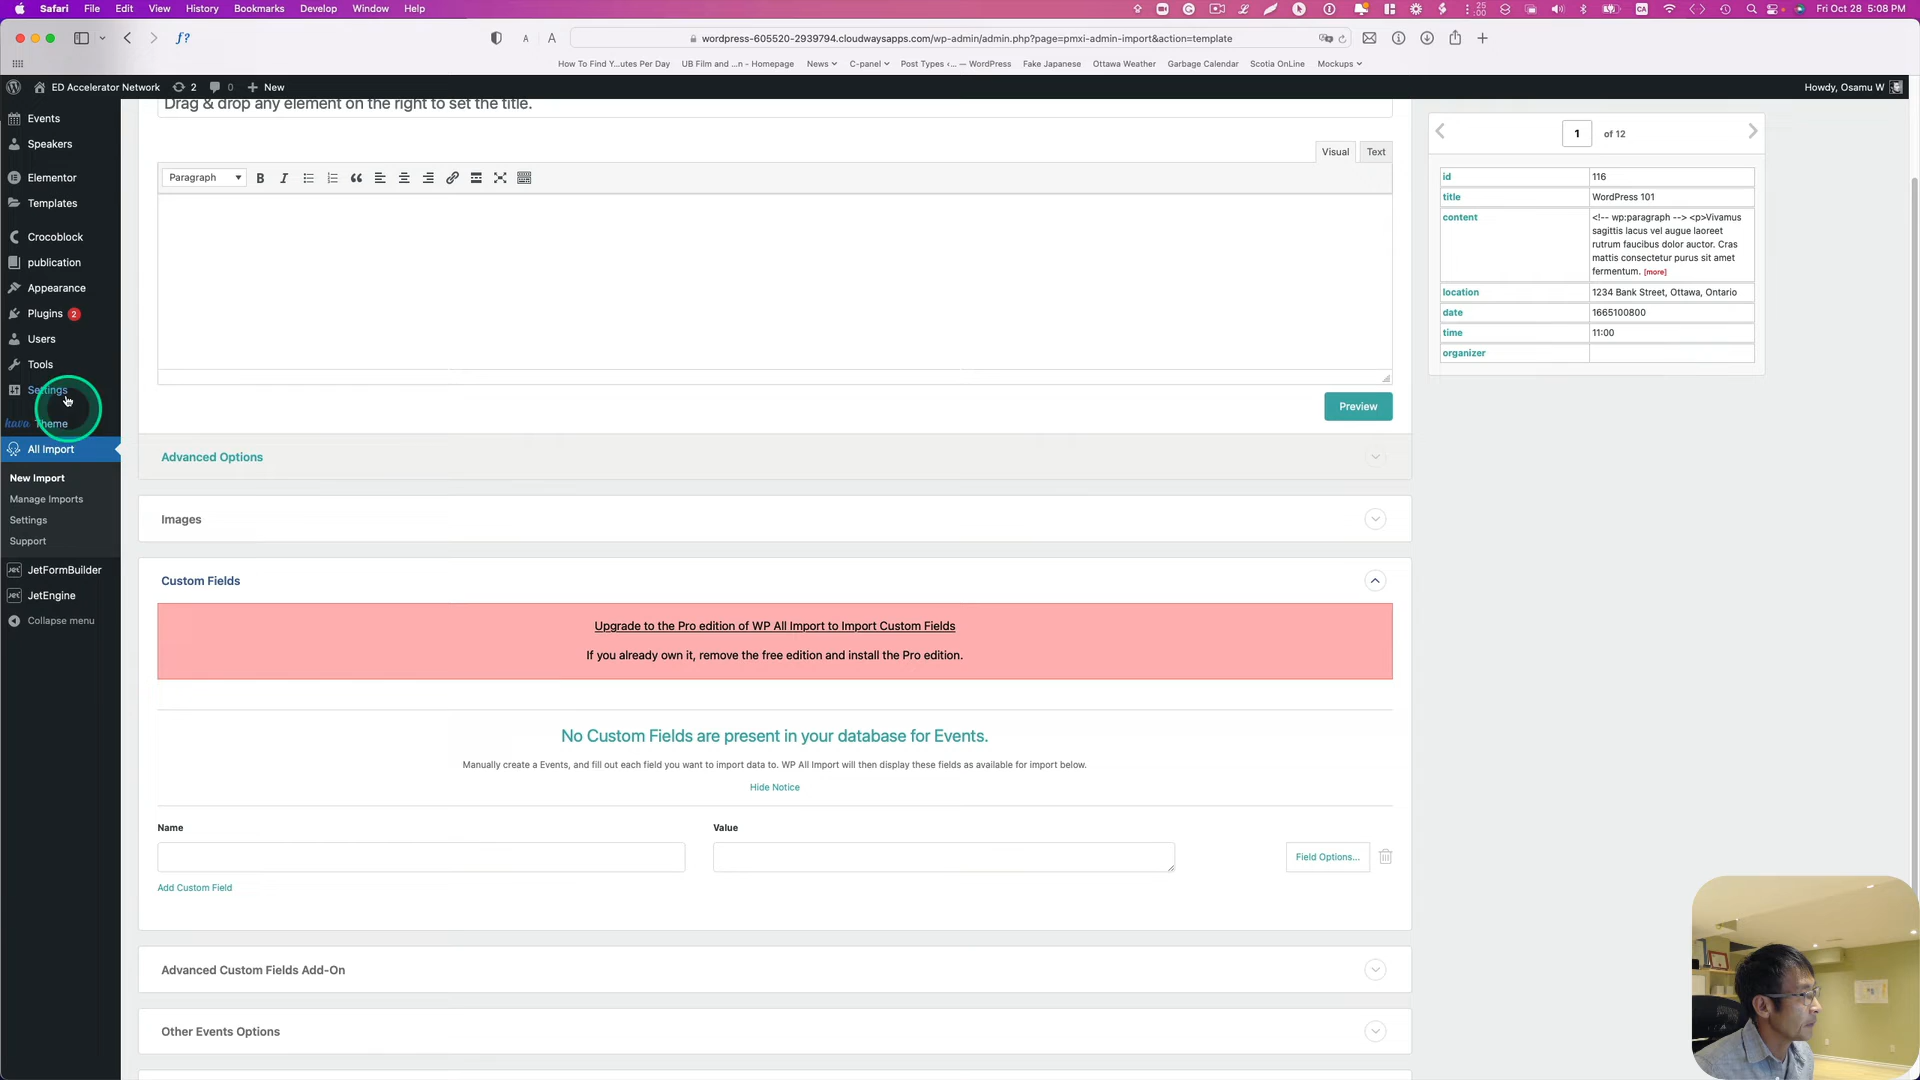 Safari File Edit View History Bookmarks Develop Window Help
25
:00
CA
Fri Oct 28 5:08 PM
f?
A A
wordpress-605520-2939794.cloudwaysapps.com/wp-admin/admin.php?page=pmxi-admin-import&action=template
How To Find Y...utes Per Day UB Film and ...n - Homepage News C-panel Post Types ‹... — WordPress Fake Japanese Ottawa Weather Garbage Calendar Scotia OnLine Mockups
ED Accelerator Network 2 0 + New
Howdy, Osamu W
Events
Speakers
Elementor
Templates
Crocoblock
publication
Appearance
Plugins 2
Users
Tools
Settings
kava Theme
All Import
New Import
Manage Imports
Settings
Support
JetFormBuilder
JetEngine
Collapse menu
Drag & drop any element on the right to set the title.
Visual Text
Paragraph B I
Preview
Advanced Options
Images
Custom Fields
Upgrade to the Pro edition of WP All Import to Import Custom Fields
If you already own it, remove the free edition and install the Pro edition.
No Custom Fields are present in your database for Events.
Manually create a Events, and fill out each field you want to import data to. WP All Import will then display these fields as available for import below.
Hide Notice
Name Value
Field Options...
Add Custom Field
Advanced Custom Fields Add-On
Other Events Options
1 of 12
id 116
title WordPress 101
content <!-- wp:paragraph --> <p>Vivamus
sagittis lacus vel augue laoreet
rutrum faucibus dolor auctor. Cras
mattis consectetur purus sit amet
fermentum. [more]
location 1234 Bank Street, Ottawa, Ontario
date 1665100800
time 11:00
organizer